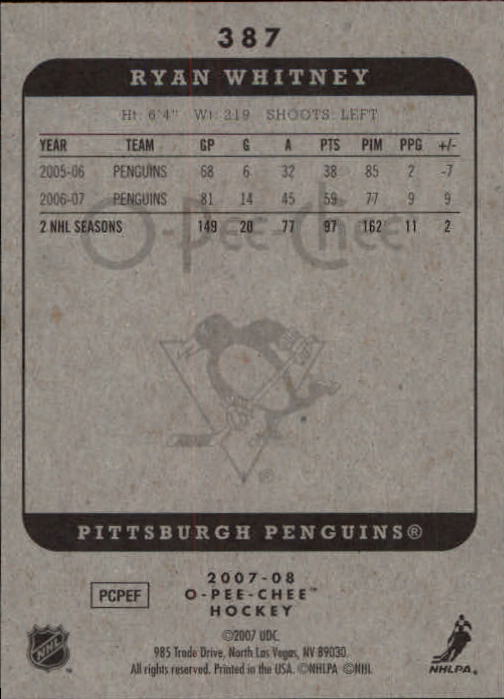 387
RYAN WHITNEY
Ht: 6'4" Wt: 219 SHOOTS: LEFT
YEAR TEAM GP G A PTS PIM PPG +/-
2005-06 PENGUINS 68 6 32 38 85 2 -7
2006-07 PENGUINS 81 14 45 59 77 9 9
2 NHL SEASONS 149 20 77 97 162 11 2
O-Pee-Chee
®
PITTSBURGH PENGUINS®
2007-08
PCPEF O-PEE-CHEE™
HOCKEY
©2007 UDC.
985 Trade Drive, North Las Vegas, NV 89030.
All rights reserved. Printed in the USA. ©NHLPA ©NHL
NHL
NHLPA